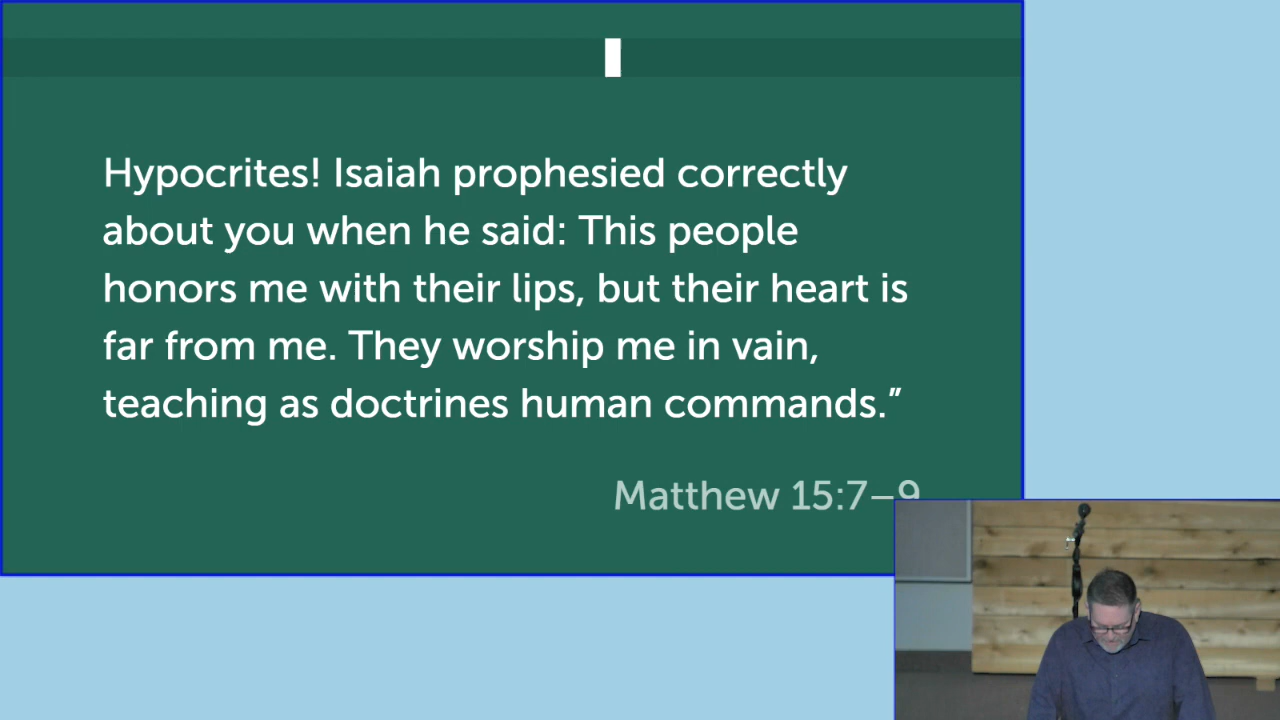 Hypocrites! Isaiah prophesied correctly
about you when he said: This people
honors me with their lips, but their heart is
far from me. They worship me in vain,
teaching as doctrines human commands.”
Matthew 15:7–9